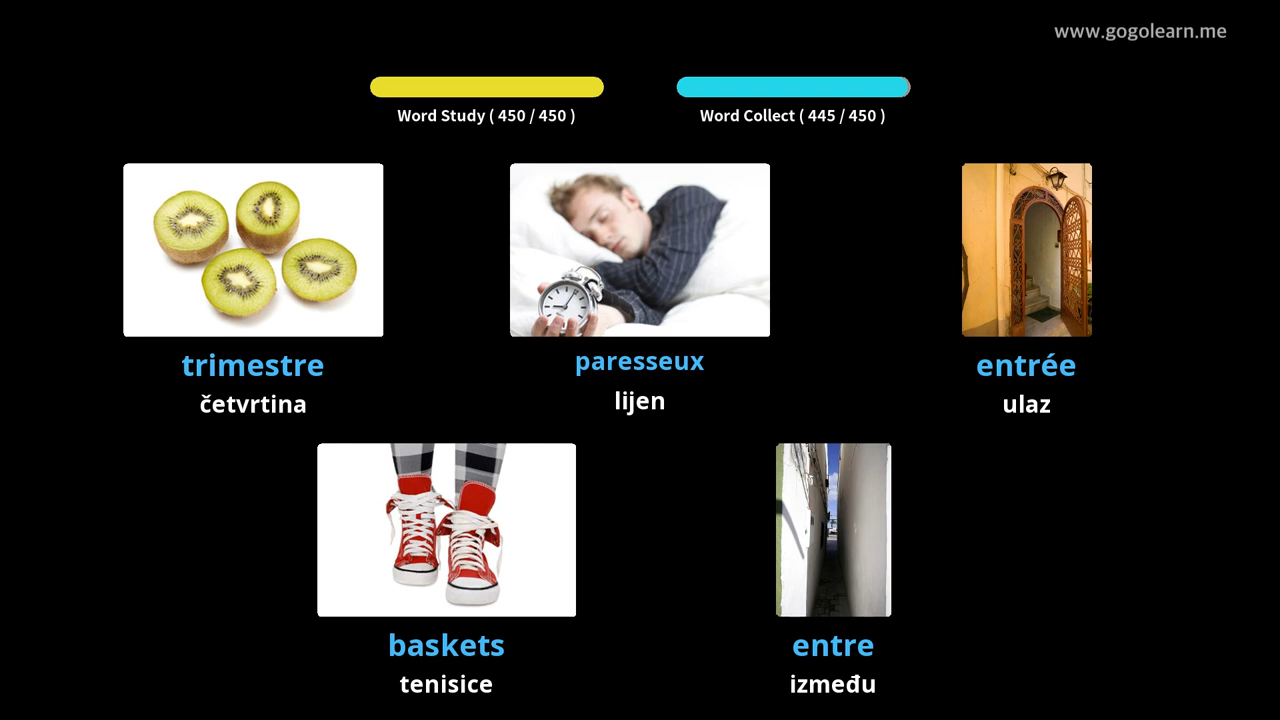 www.gogolearn.me
Word Study ( 450 / 450 )
Word Collect ( 445 / 450 )
trimestre
četvrtina
paresseux
lijen
entrée
ulaz
baskets
tenisice
entre
između